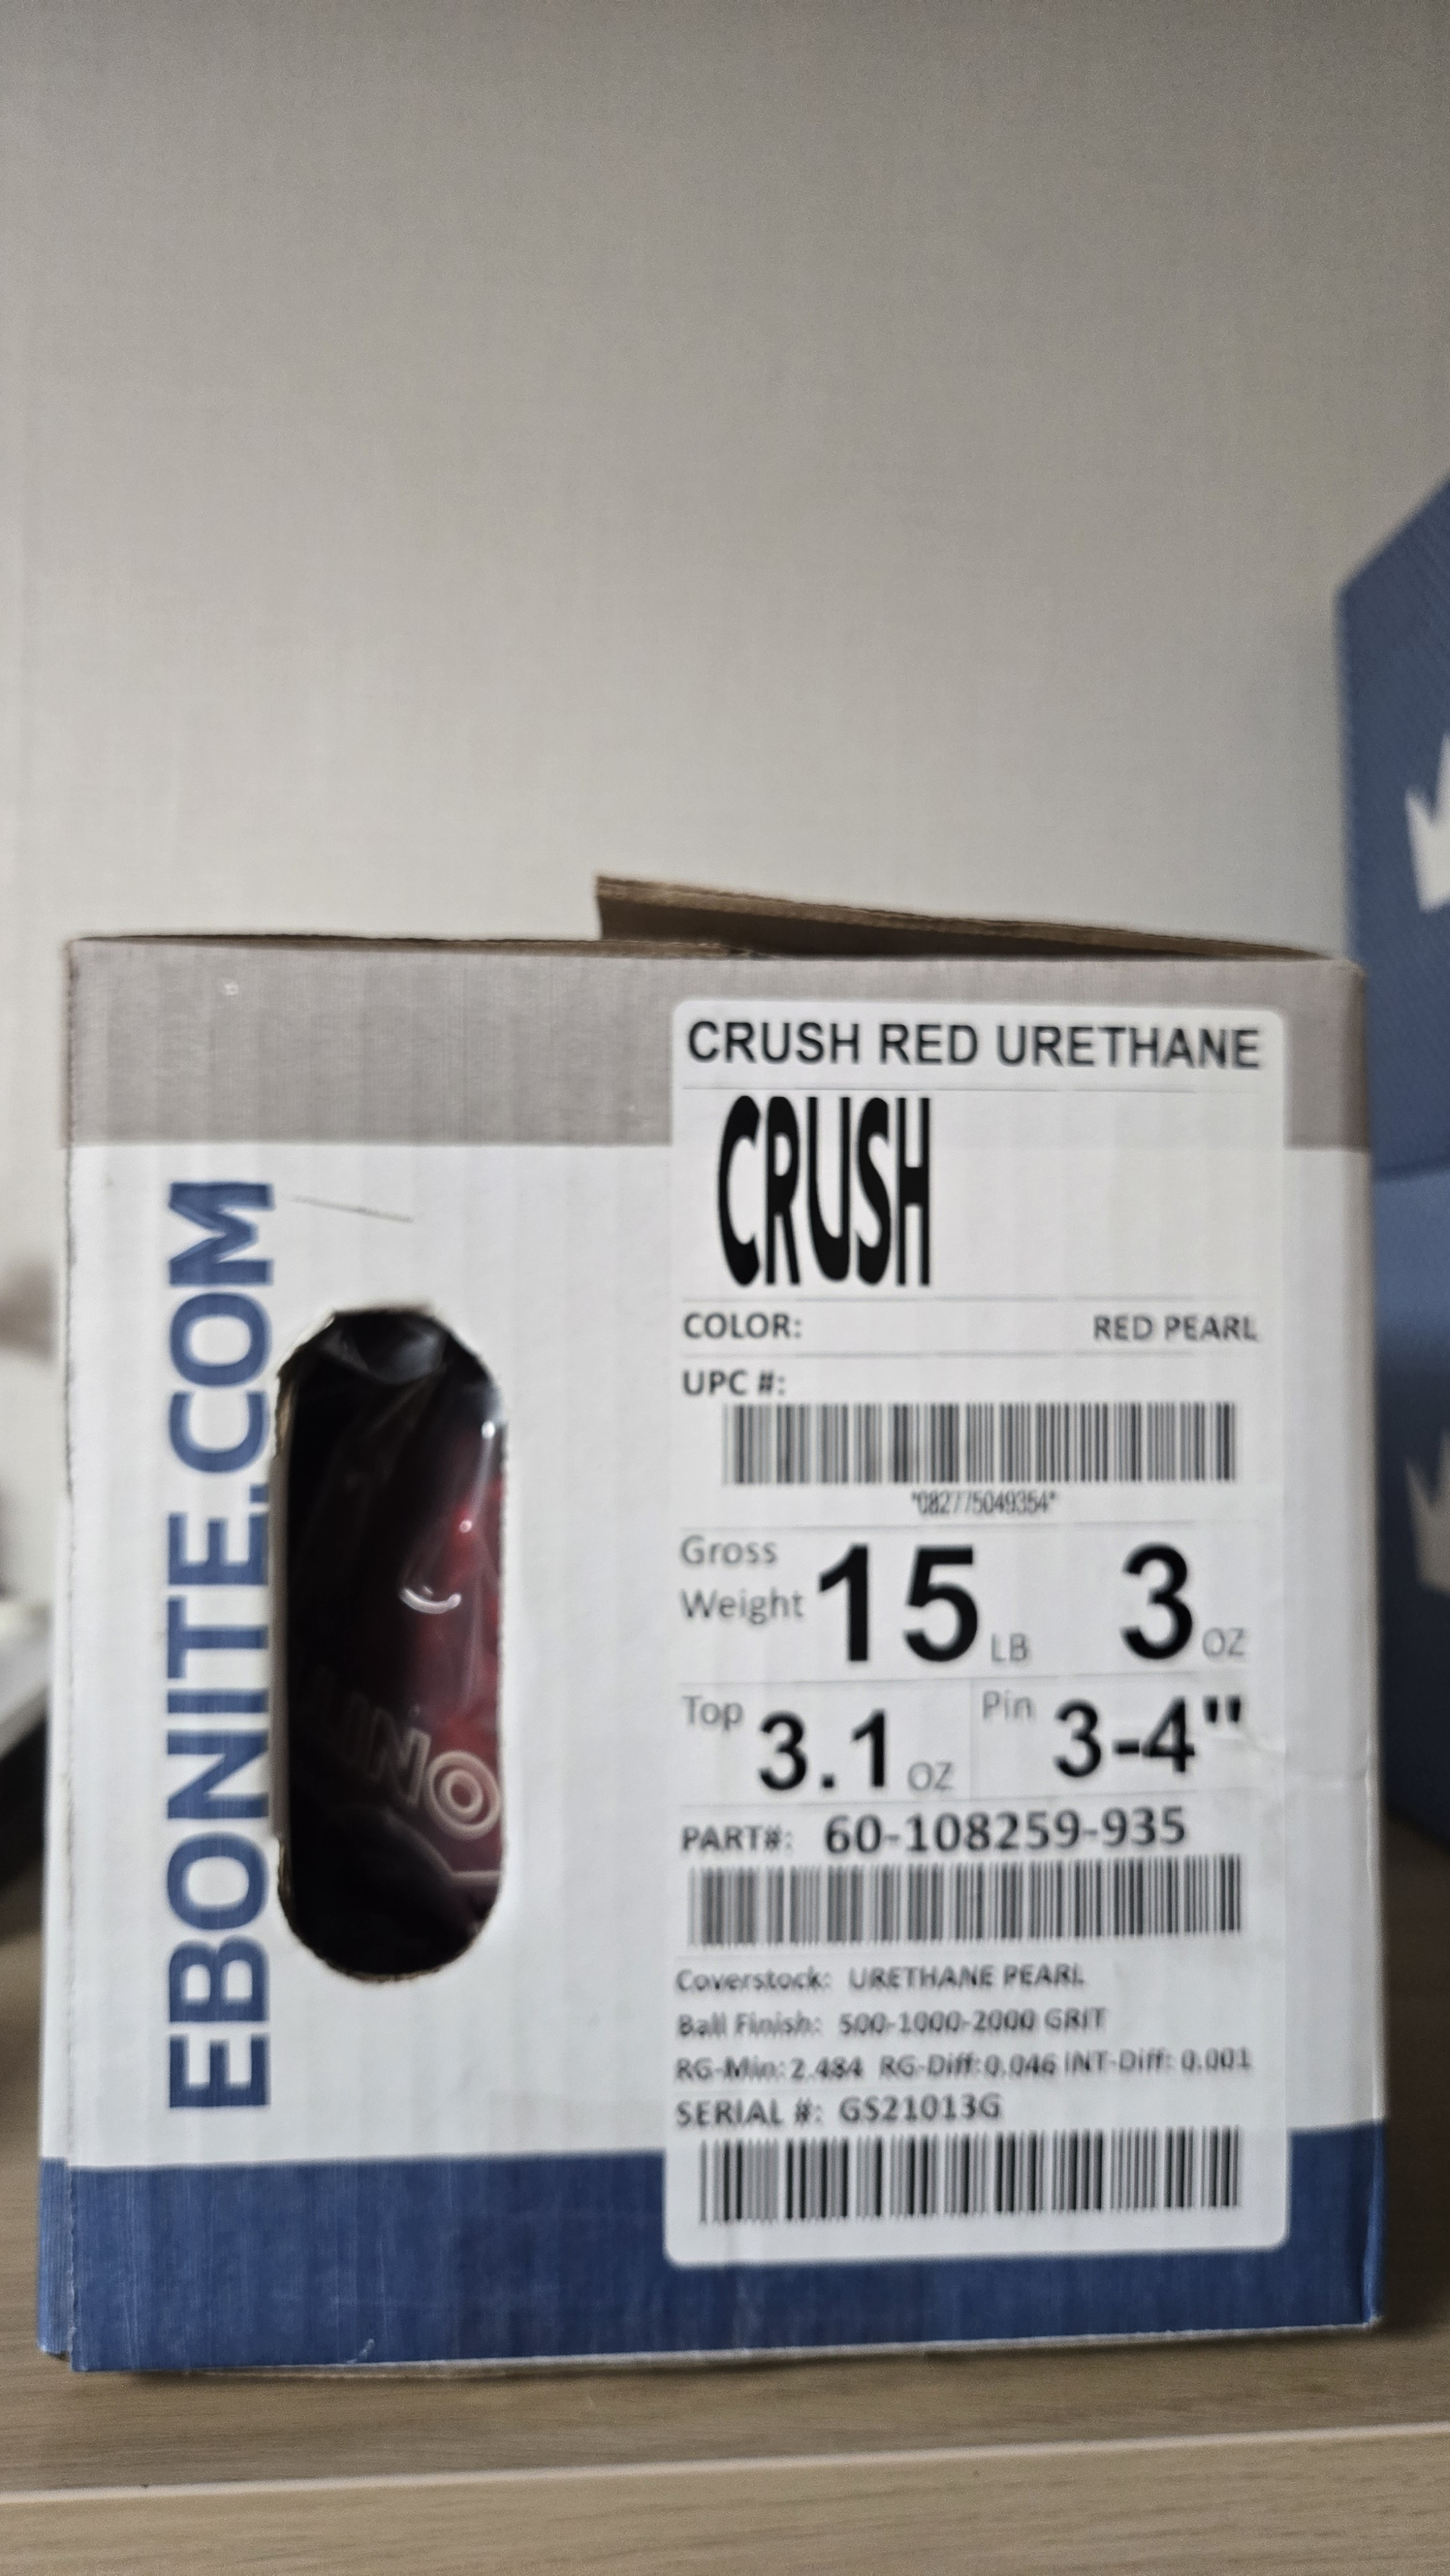 EBONITE.COM
CRUSH RED URETHANE
CRUSH
COLOR: RED PEARL
UPC #:
*082775049354*
Gross Weight 15 LB 3 OZ
Top 3.1 OZ Pin 3-4"
PART#: 60-108259-935
Coverstock: URETHANE PEARL
Ball Finish: 500-1000-2000 GRIT
RG-Min: 2.484 RG-Diff: 0.046 INT-Diff: 0.001
SERIAL #: GS21013G